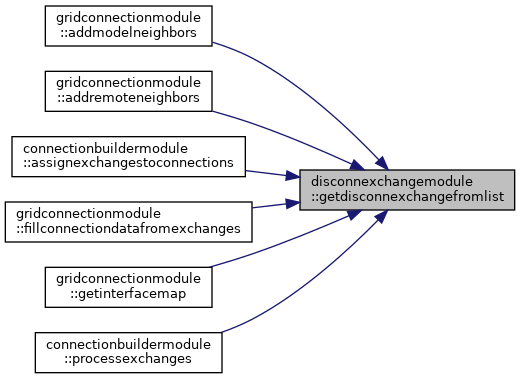 gridconnectionmodule
::addmodelneighbors
gridconnectionmodule
::addremoteneighbors
connectionbuildermodule
::assignexchangestoconnections
disconnexchangemodule
::getdisconnexchangefromlist
gridconnectionmodule
::fillconnectiondatafromexchanges
gridconnectionmodule
::getinterfacemap
connectionbuildermodule
::processexchanges